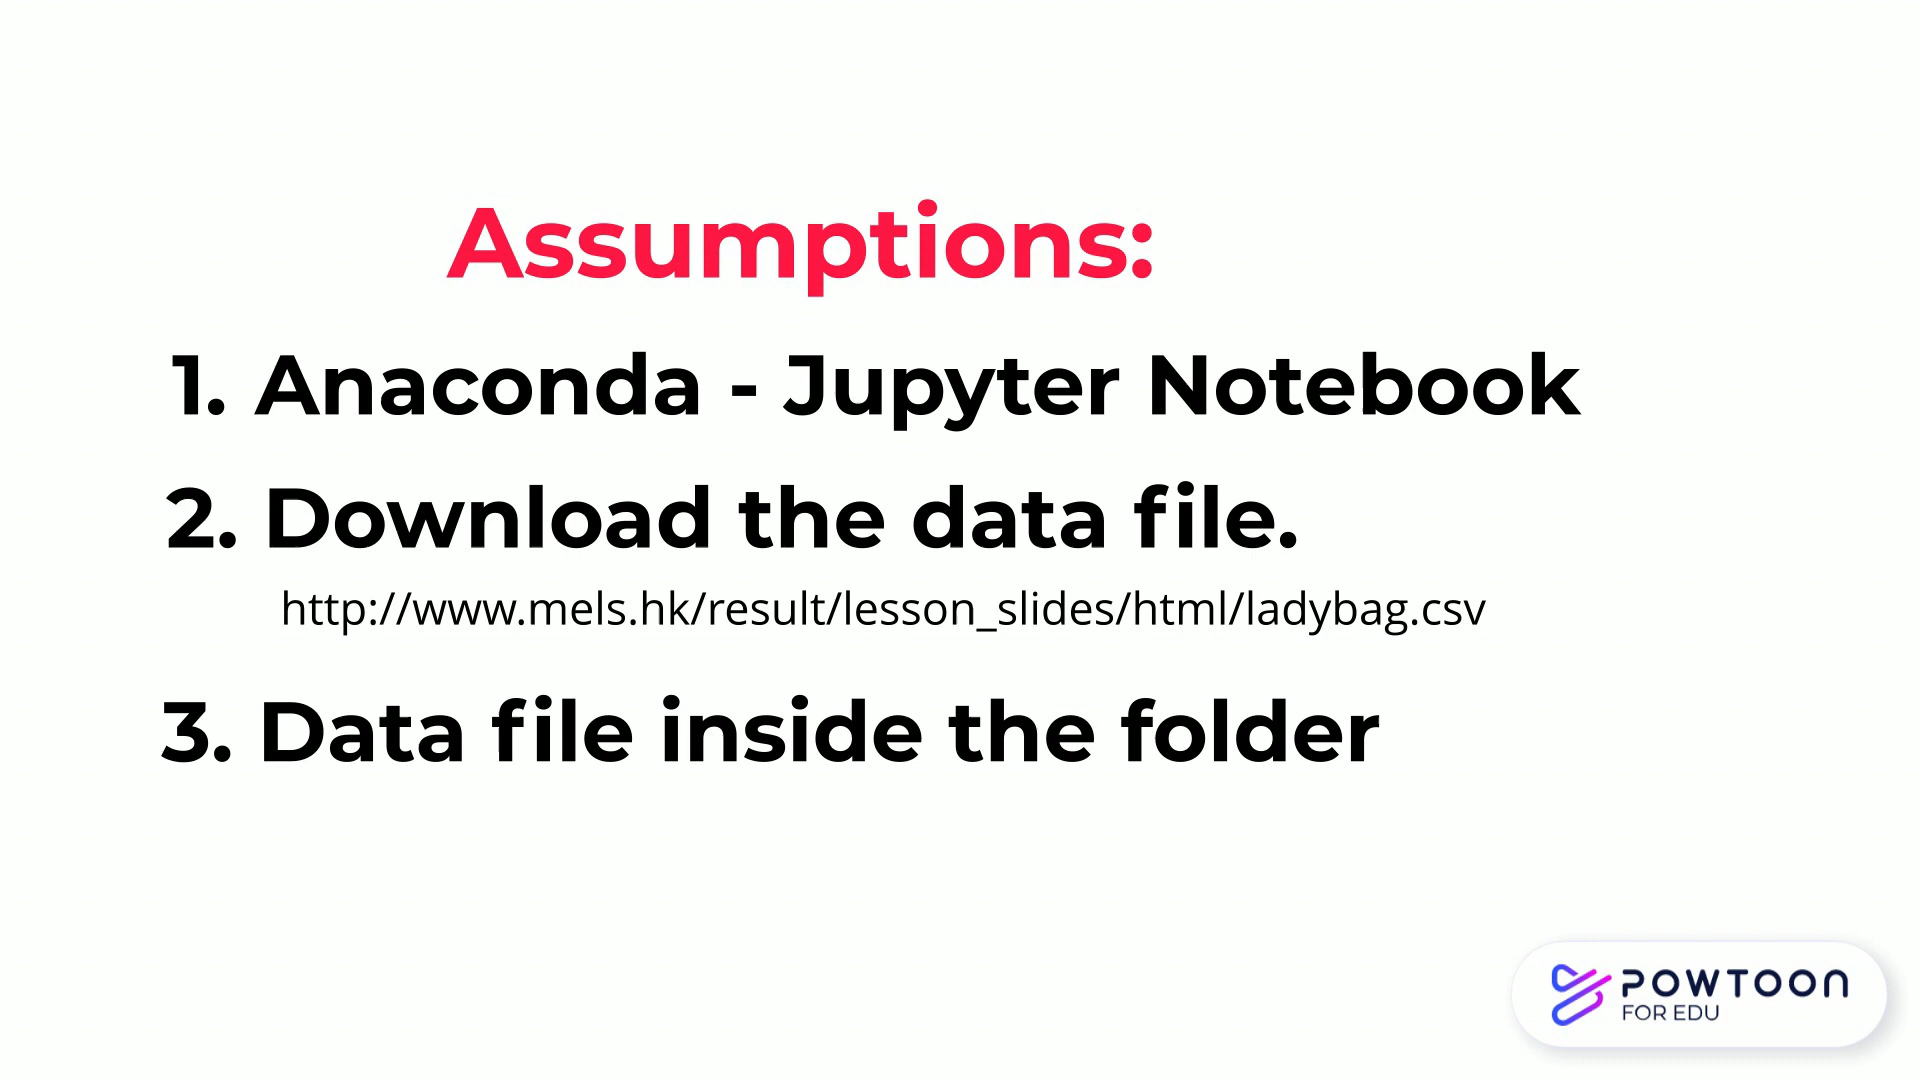 Assumptions:
1. Anaconda - Jupyter Notebook
2. Download the data file.
http://www.mels.hk/result/lesson_slides/html/ladybag.csv
3. Data file inside the folder
POWTOON
FOR EDU